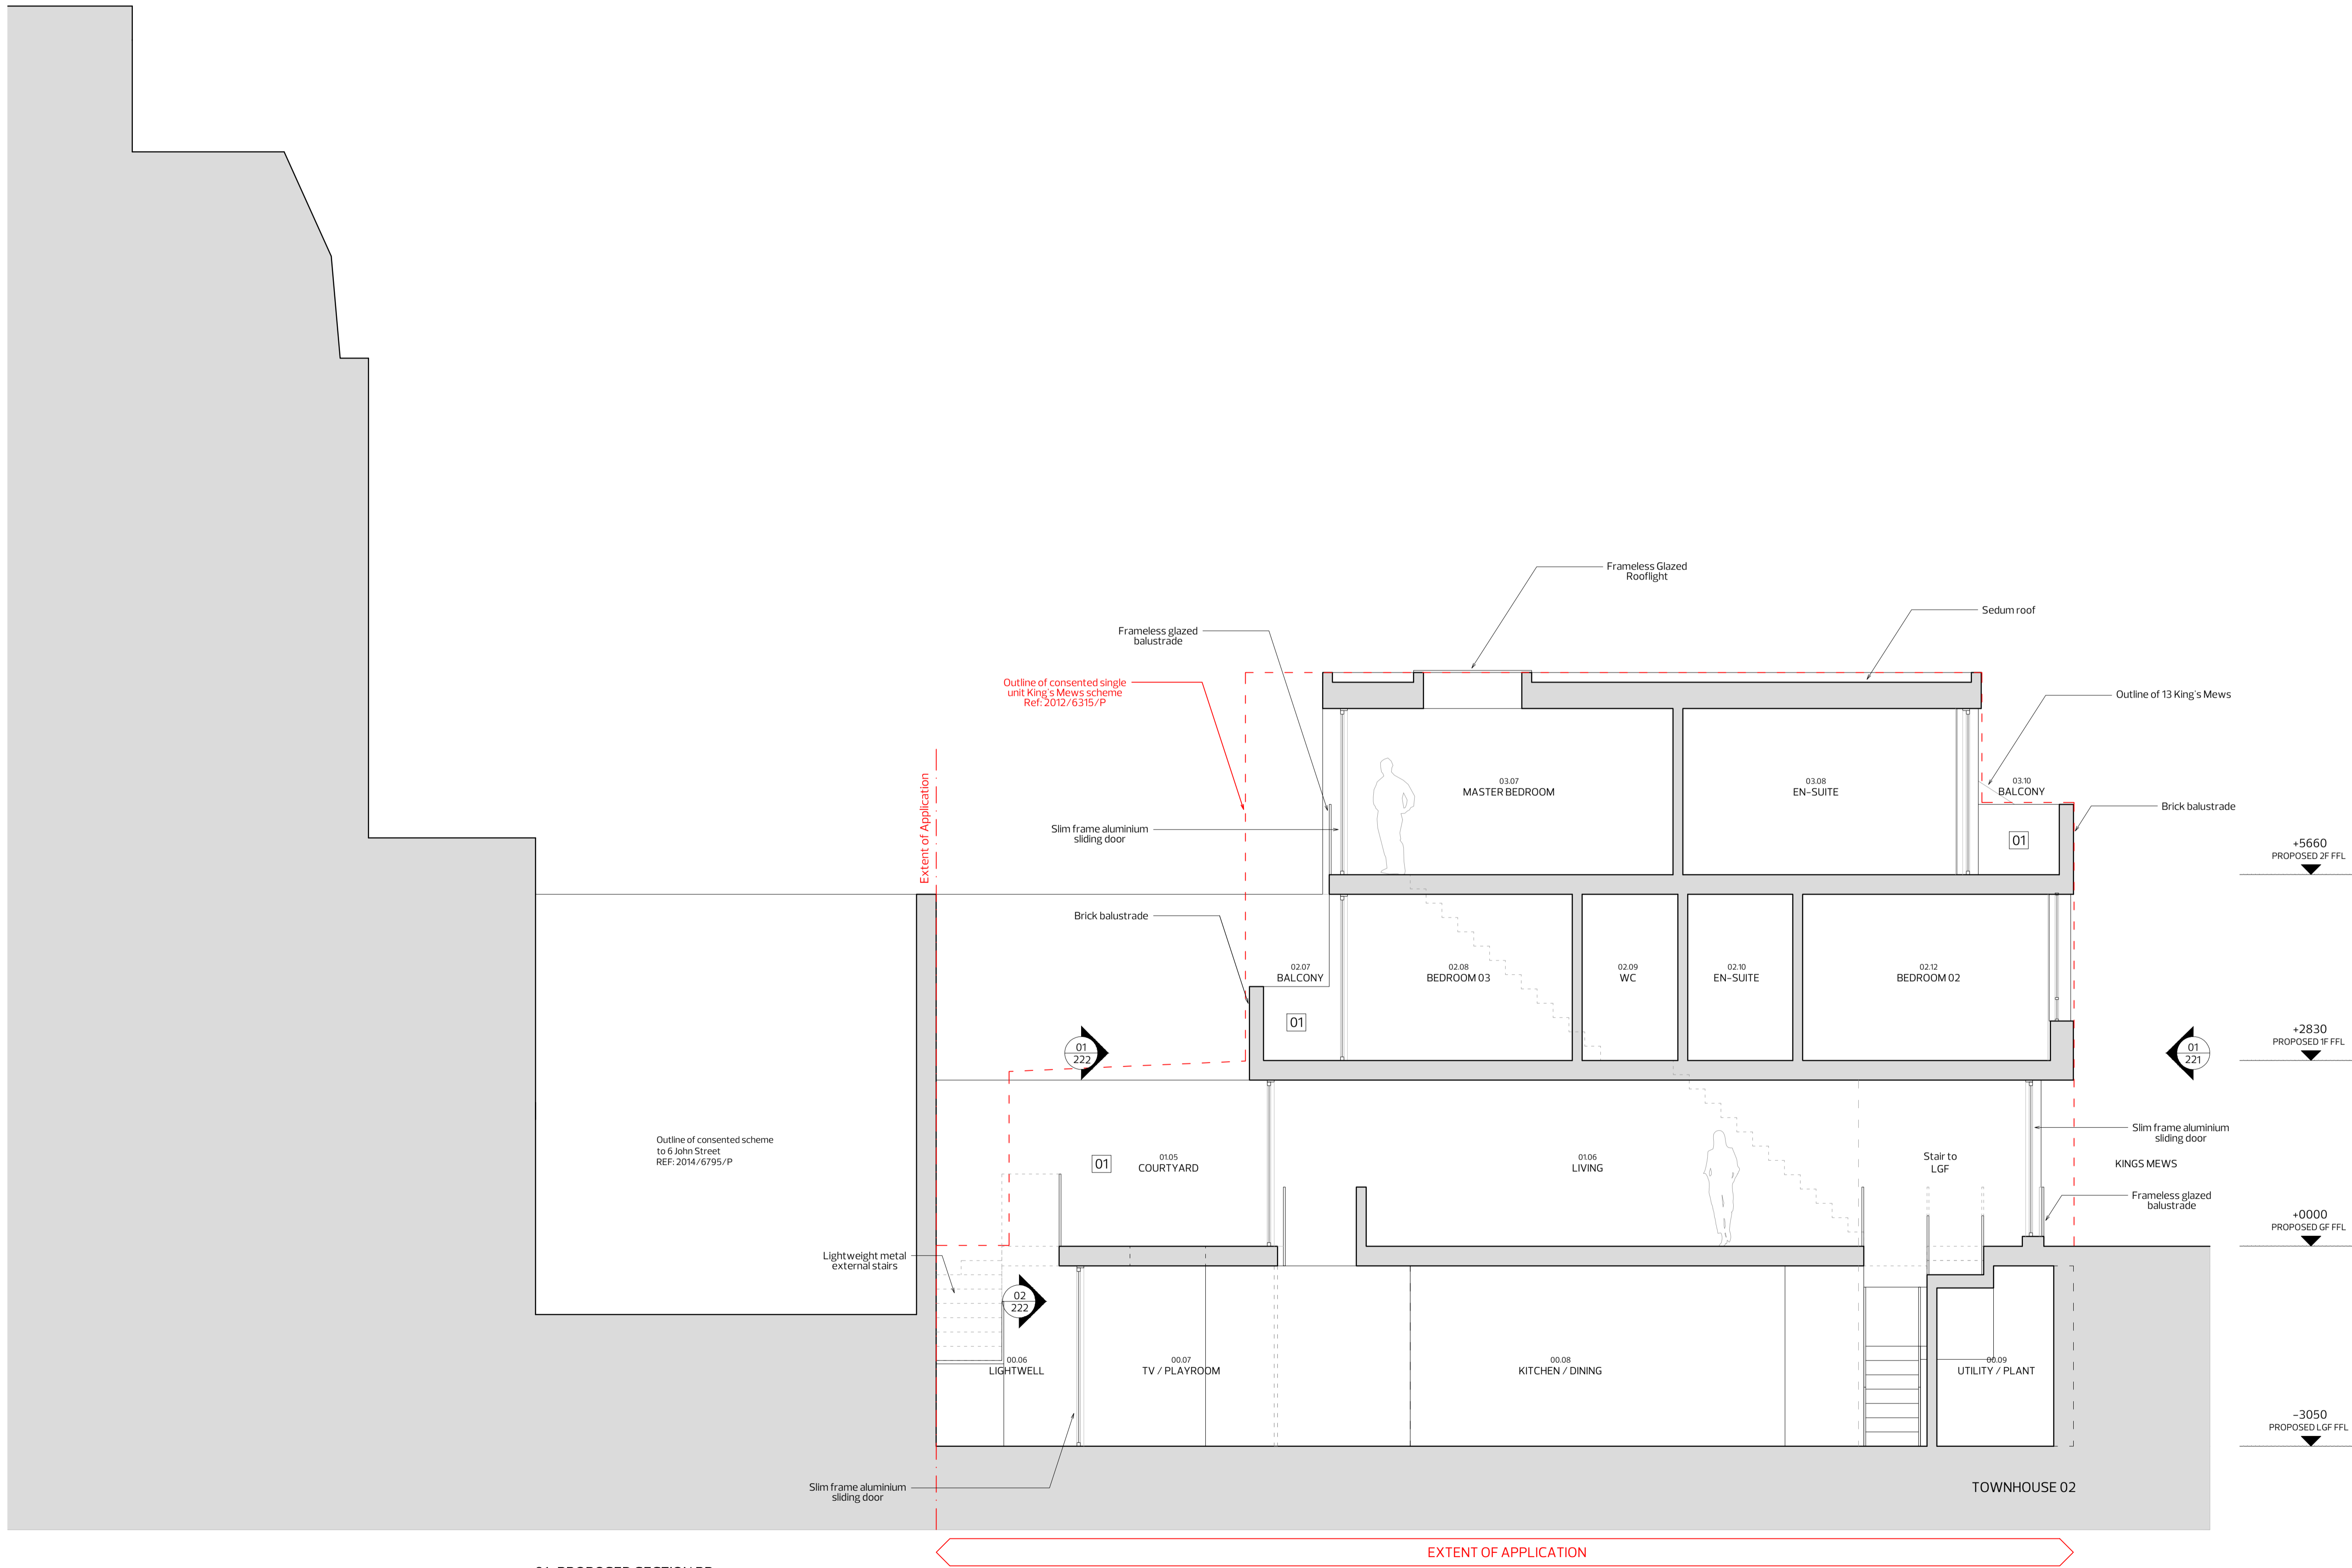 Frameless Glazed
Rooflight
Sedum roof
Frameless glazed
balustrade
Outline of consented single
unit King's Mews scheme
Ref: 2012/6315/P
Outline of 13 King's Mews
Extent of Application
03.07
MASTER BEDROOM
03.08
EN-SUITE
03.10
BALCONY
Brick balustrade
Slim frame aluminium
sliding door
01
+5660
PROPOSED 2F FFL
Brick balustrade
02.07
BALCONY
02.08
BEDROOM 03
02.09
WC
02.10
EN-SUITE
02.12
BEDROOM 02
01
+2830
PROPOSED 1F FFL
01
222
01
221
Outline of consented scheme
to 6 John Street
REF: 2014/6795/P
01
01.05
COURTYARD
01.06
LIVING
Stair to
LGF
Slim frame aluminium
sliding door
KINGS MEWS
Frameless glazed
balustrade
+0000
PROPOSED GF FFL
Lightweight metal
external stairs
02
222
00.06
LIGHTWELL
00.07
TV / PLAYROOM
00.08
KITCHEN / DINING
00.09
UTILITY / PLANT
-3050
PROPOSED LGF FFL
Slim frame aluminium
sliding door
TOWNHOUSE 02
EXTENT OF APPLICATION